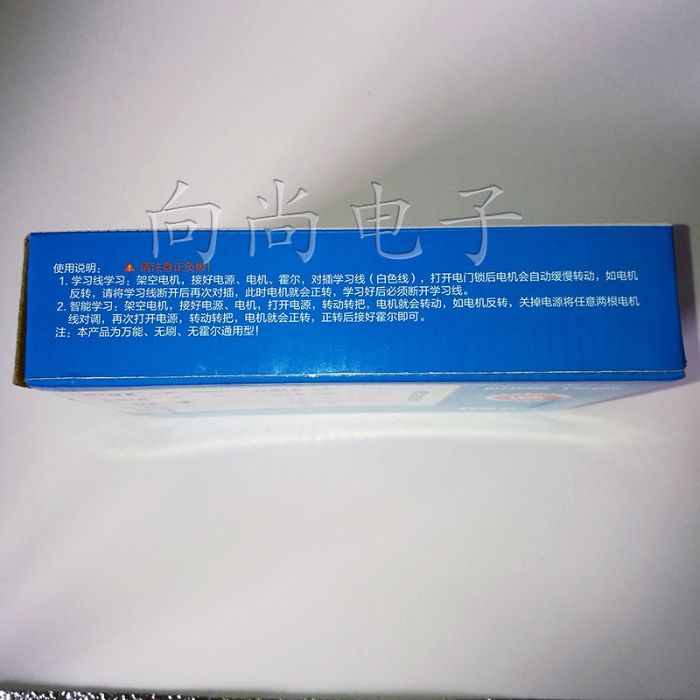 向尚电子
使用说明： 请注意正负极！
1. 学习线学习：架空电机，接好电源、电机、霍尔，对插学习线（白色线），打开电门锁后电机会自动缓慢转动，如电机
反转，请将学习线断开后再次对插，此时电机就会正转，学习好后必须断开学习线。
2. 智能学习：架空电机，接好电源、电机，打开电源，转动转把，电机就会转动，如电机反转，关掉电源将任意两根电机
线对调，再次打开电源，转动转把，电机就会正转，正转后接好霍尔即可。
注：本产品为万能、无刷、无霍尔通用型！